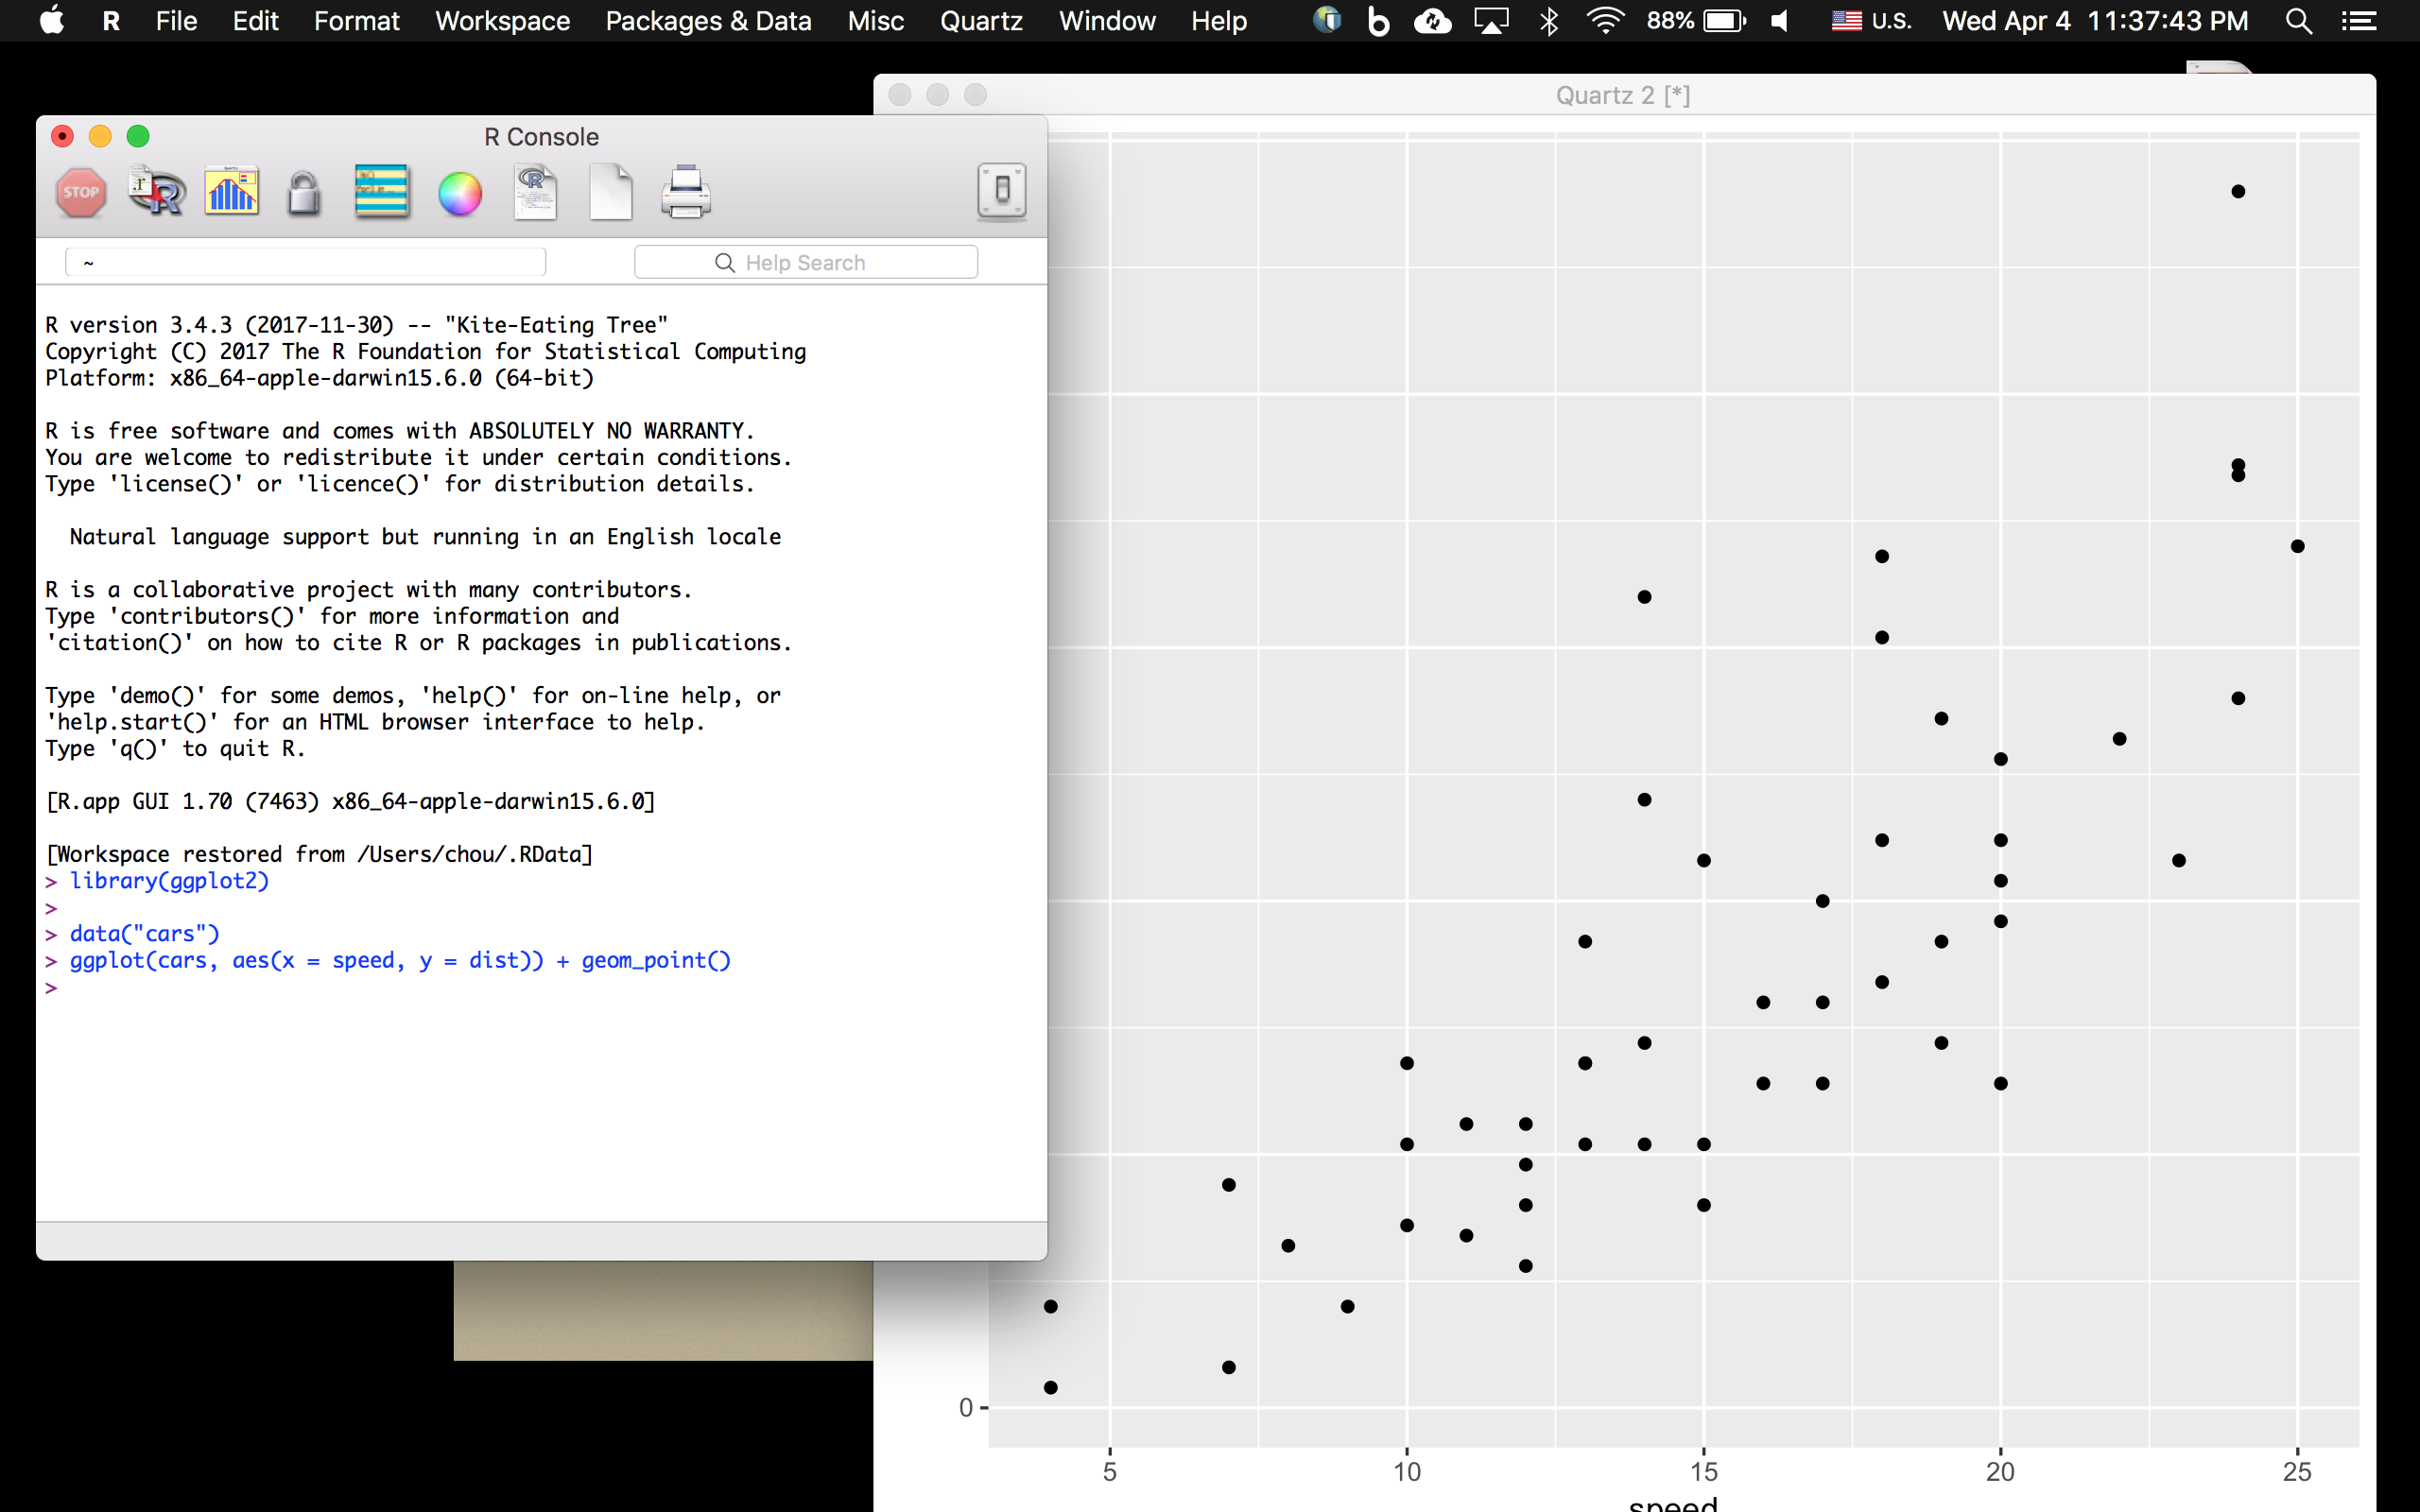 R File Edit Format Workspace Packages & Data Misc Quartz Window Help 88% U.S. Wed Apr 4 11:37:43 PM
Quartz 2 [*]
R Console
STOP
~
Help Search
R version 3.4.3 (2017-11-30) -- "Kite-Eating Tree"
Copyright (C) 2017 The R Foundation for Statistical Computing
Platform: x86_64-apple-darwin15.6.0 (64-bit)
R is free software and comes with ABSOLUTELY NO WARRANTY.
You are welcome to redistribute it under certain conditions.
Type 'license()' or 'licence()' for distribution details.
Natural language support but running in an English locale
R is a collaborative project with many contributors.
Type 'contributors()' for more information and
'citation()' on how to cite R or R packages in publications.
Type 'demo()' for some demos, 'help()' for on-line help, or
'help.start()' for an HTML browser interface to help.
Type 'q()' to quit R.
[R.app GUI 1.70 (7463) x86_64-apple-darwin15.6.0]
[Workspace restored from /Users/chou/.RData]
> library(ggplot2)
>
> data("cars")
> ggplot(cars, aes(x = speed, y = dist)) + geom_point()
>
0
5 10 15 20 25
speed